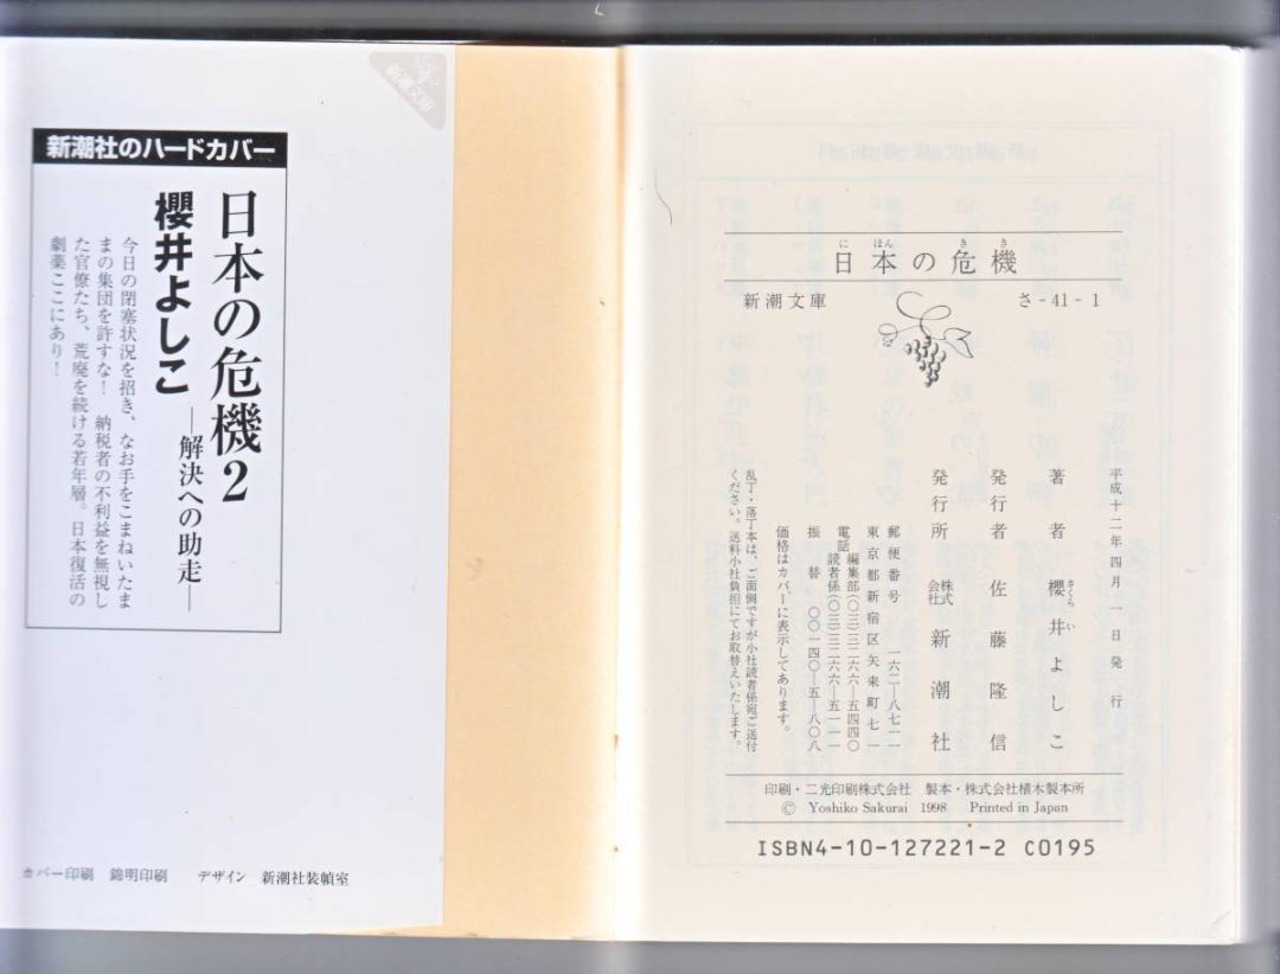 新潮文庫
新潮社のハードカバー
日本の危機2
―解決への助走―
櫻井よしこ
今日の閉塞状況を招き、なお手をこまねいたま
まの集団を許すな! 納税者の不利益を無視し
た官僚たち、荒廃を続ける若年層。日本復活の
劇薬ここにあり!
カバー印刷 錦明印刷 デザイン 新潮社装幀室
にほん きき
日本の危機
新潮文庫 さ-41-1
平成十二年四月一日発行
著者 櫻井よしこ
さくら い
発行者 佐藤隆信
発行所 株式会社 新潮社
郵便番号 一六二―八七一一
東京都新宿区矢来町七一
電話 編集部(〇三)三二六六―五四四〇
読者係(〇三)三二六六―五一一一
振替 〇〇一四〇―五―八〇八
価格はカバーに表示してあります。
乱丁・落丁本は、ご面倒ですが小社読者係宛ご送付
ください。送料小社負担にてお取替えいたします。
印刷・二光印刷株式会社 製本・株式会社植木製本所
© Yoshiko Sakurai 1998 Printed in Japan
ISBN4-10-127221-2 C0195